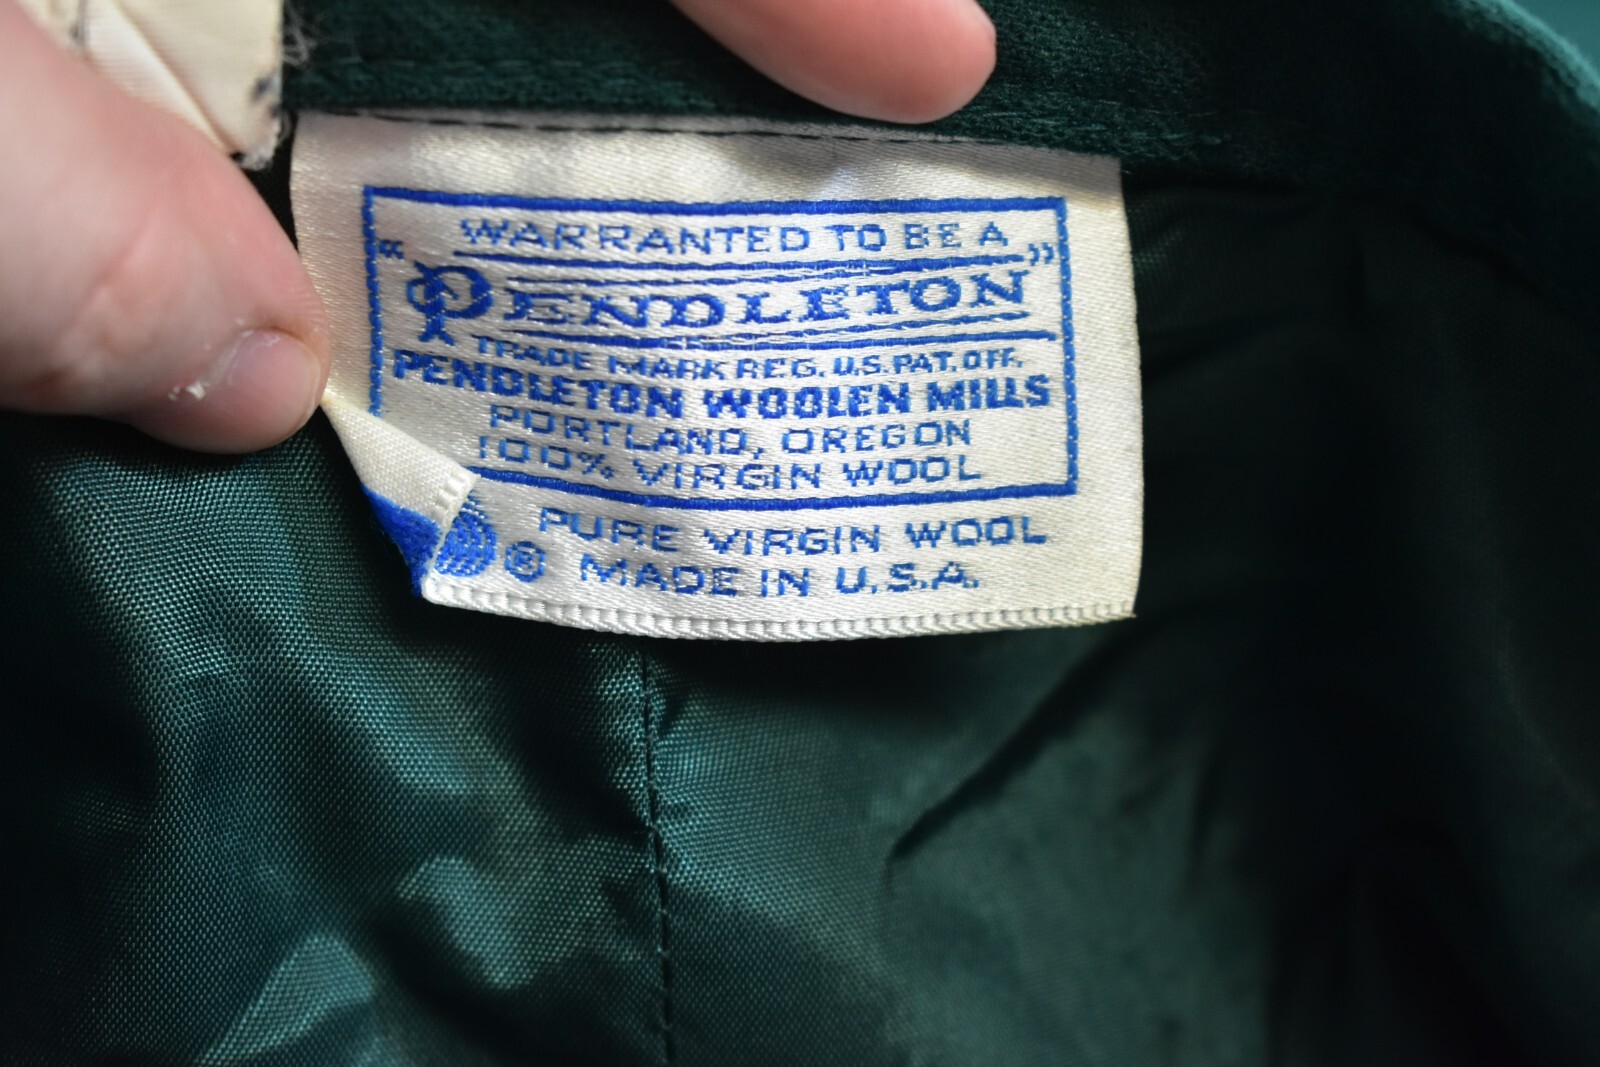 WARRANTED TO BE A
"PENDLETON"
TRADE MARK REG. U.S. PAT. OFF.
PENDLETON WOOLEN MILLS
PORTLAND, OREGON
100% VIRGIN WOOL
® PURE VIRGIN WOOL
MADE IN U.S.A.